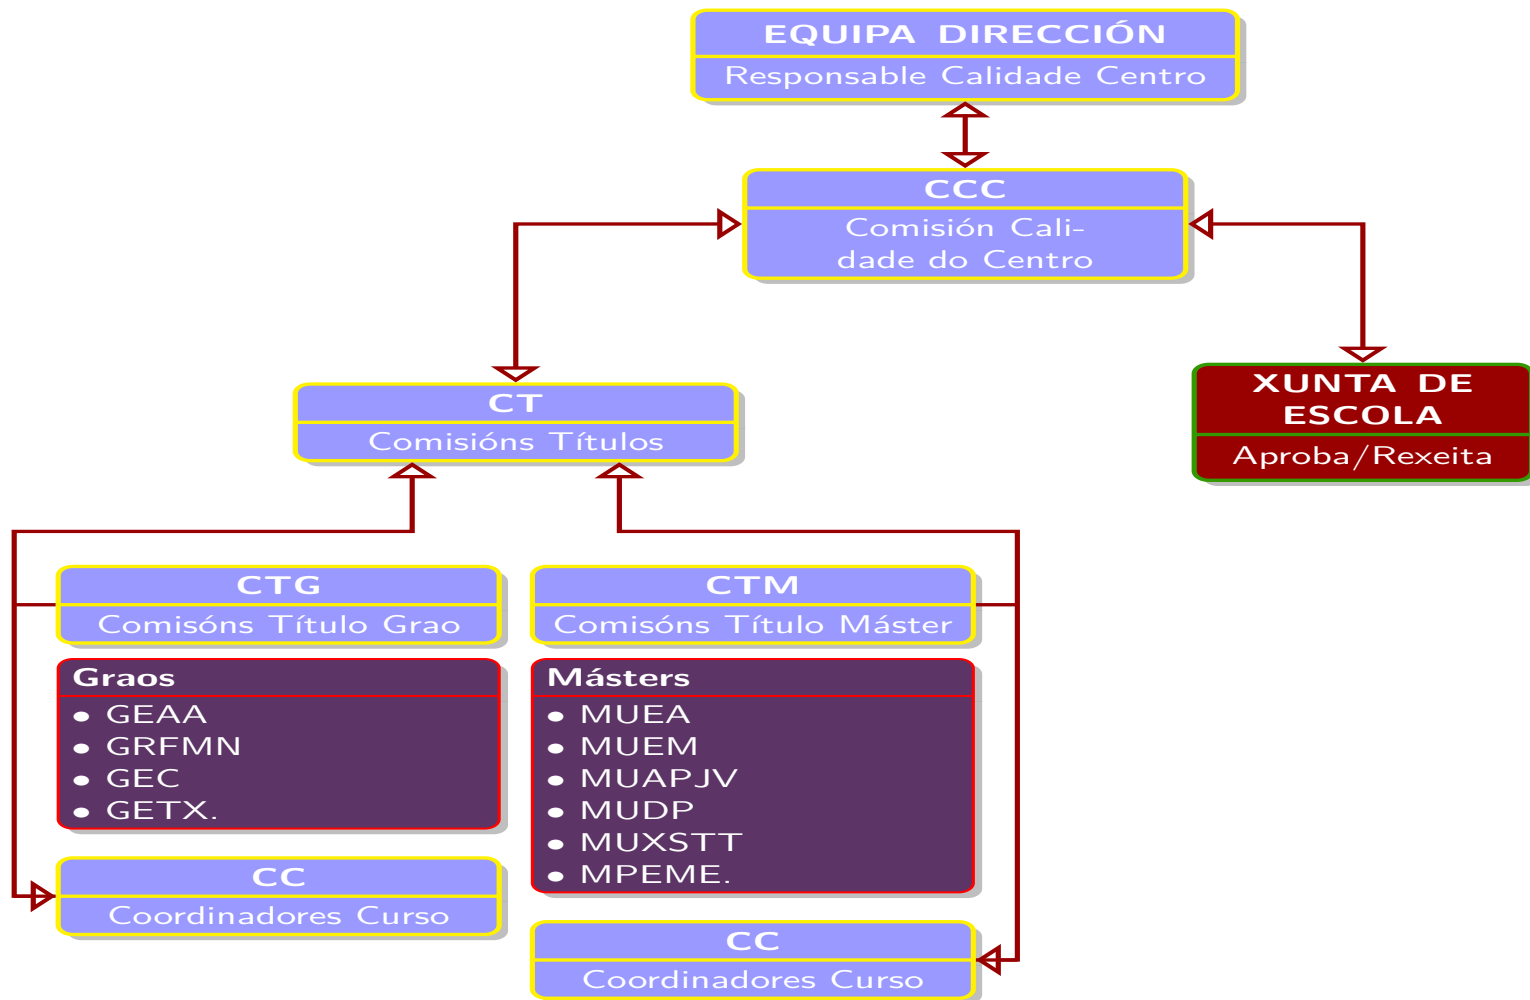 EQUIPA DIRECCIÓN
Responsable Calidade Centro
CCC
Comisión Cali-
dade do Centro
CT
Comisións Títulos
XUNTA DE
ESCOLA
Aproba/Rexeita
CTG
Comisóns Título Grao
Graos
• GEAA
• GRFMN
• GEC
• GETX.
CC
Coordinadores Curso
CTM
Comisóns Título Máster
Másters
• MUEA
• MUEM
• MUAPJV
• MUDP
• MUXSTT
• MPEME.
CC
Coordinadores Curso